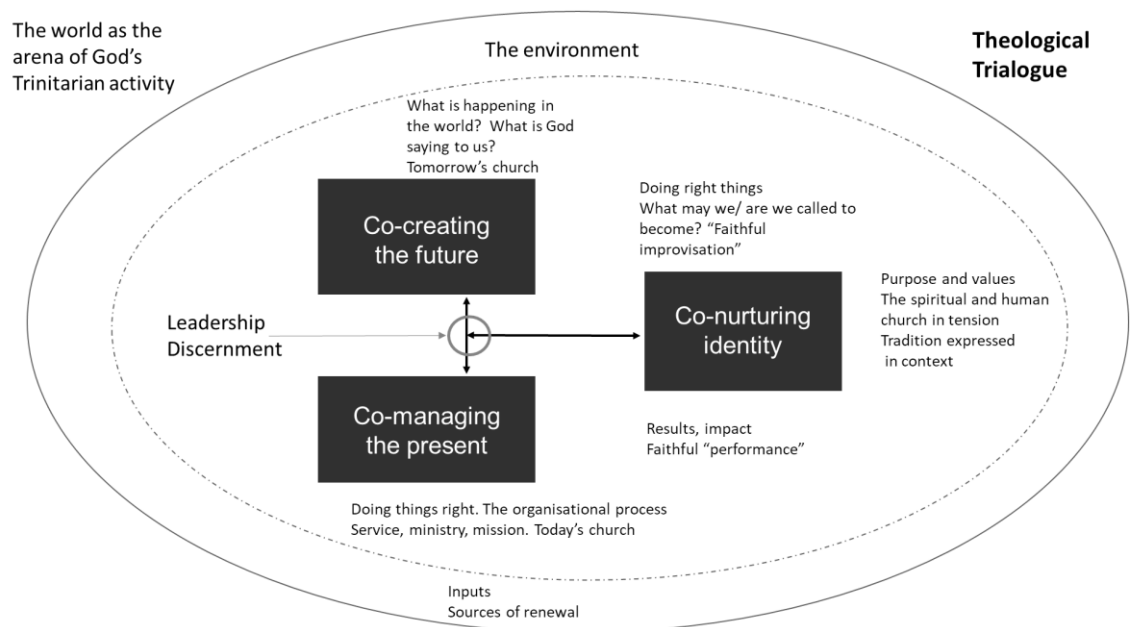 The world as the
arena of God's
Trinitarian activity
The environment
Theological
Trialogue
What is happening in
the world? What is God
saying to us?
Tomorrow's church
Co-creating
the future
Doing right things
What may we/ are we called to
become? "Faithful
improvisation"
Leadership
Discernment
Co-nurturing
identity
Purpose and values
The spiritual and human
church in tension
Tradition expressed
in context
Co-managing
the present
Results, impact
Faithful "performance"
Doing things right. The organisational process
Service, ministry, mission. Today's church
Inputs
Sources of renewal